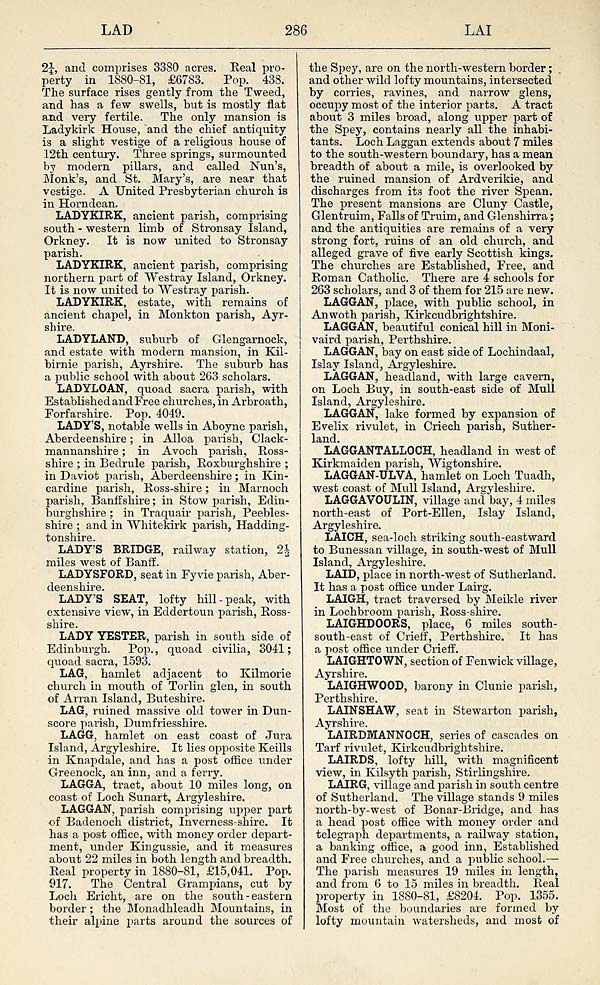 LAD 286 LAI
2¼, and comprises 3380 acres. Real pro-
perty in 1880-81, £6783. Pop. 438.
The surface rises gently from the Tweed,
and has a few swells, but is mostly flat
and very fertile. The only mansion is
Ladykirk House, and the chief antiquity
is a slight vestige of a religious house of
12th century. Three springs, surmounted
by modern pillars, and called Nun's,
Monk's, and St. Mary's, are near that
vestige. A United Presbyterian church is
in Horndean.
LADYKIRK, ancient parish, comprising
south-western limb of Stronsay Island,
Orkney. It is now united to Stronsay
parish.
LADYKIRK, ancient parish, comprising
northern part of Westray Island, Orkney.
It is now united to Westray parish.
LADYKIRK, estate, with remains of
ancient chapel, in Monkton parish, Ayr-
shire.
LADYLAND, suburb of Glengarnock,
and estate with modern mansion, in Kil-
birnie parish, Ayrshire. The suburb has
a public school with about 263 scholars.
LADYLOAN, quoad sacra parish, with
Established and Free churches, in Arbroath,
Forfarshire. Pop. 4049.
LADY'S, notable wells in Aboyne parish,
Aberdeenshire; in Alloa parish, Clack-
mannanshire; in Avoch parish, Ross-
shire; in Bedrule parish, Roxburghshire;
in Daviot parish, Aberdeenshire; in Kin-
cardine parish, Ross-shire; in Marnoch
parish, Banffshire; in Stow parish, Edin-
burghshire; in Traquair parish, Peebles-
shire; and in Whitekirk parish, Hadding-
tonshire.
LADY'S BRIDGE, railway station, 2½
miles west of Banff.
LADYSFORD, seat in Fyvie parish, Aber-
deenshire.
LADY'S SEAT, lofty hill-peak, with
extensive view, in Eddertoun parish, Ross-
shire.
LADY YESTER, parish in south side of
Edinburgh. Pop., quoad civilia, 3041;
quoad sacra, 1593.
LAG, hamlet adjacent to Kilmorie
church in mouth of Torlin glen, in south
of Arran Island, Buteshire.
LAG, ruined massive old tower in Dun-
score parish, Dumfriesshire.
LAGG, hamlet on east coast of Jura
Island, Argyleshire. It lies opposite Keills
in Knapdale, and has a post office under
Greenock, an inn, and a ferry.
LAGGA, tract, about 10 miles long, on
coast of Loch Sunart, Argyleshire.
LAGGAN, parish comprising upper part
of Badenoch district, Inverness-shire. It
has a post office, with money order depart-
ment, under Kingussie, and it measures
about 22 miles in both length and breadth.
Real property in 1880-81, £15,041. Pop.
917. The Central Grampians, cut by
Loch Ericht, are on the south-eastern
border; the Monadhleadh Mountains, in
their alpine parts around the sources of
the Spey, are on the north-western border;
and other wild lofty mountains, intersected
by corries, ravines, and narrow glens,
occupy most of the interior parts. A tract
about 3 miles broad, along upper part of
the Spey, contains nearly all the inhabi-
tants. Loch Laggan extends about 7 miles
to the south-western boundary, has a mean
breadth of about a mile, is overlooked by
the ruined mansion of Ardverikie, and
discharges from its foot the river Spean.
The present mansions are Cluny Castle,
Glentruim, Falls of Truim, and Glenshirra;
and the antiquities are remains of a very
strong fort, ruins of an old church, and
alleged grave of five early Scottish kings.
The churches are Established, Free, and
Roman Catholic. There are 4 schools for
263 scholars, and 3 of them for 215 are new.
LAGGAN, place, with public school, in
Anwoth parish, Kirkcudbrightshire.
LAGGAN, beautiful conical hill in Moni-
vaird parish, Perthshire.
LAGGAN, bay on east side of Lochindaal,
Islay Island, Argyleshire.
LAGGAN, headland, with large cavern,
on Loch Buy, in south-east side of Mull
Island, Argyleshire.
LAGGAN, lake formed by expansion of
Evelix rivulet, in Criech parish, Suther-
land.
LAGGANTALLOCH, headland in west of
Kirkmaiden parish, Wigtonshire.
LAGGAN-ULVA, hamlet on Loch Tuadh,
west coast of Mull Island, Argyleshire.
LAGGAVOULIN, village and bay, 4 miles
north-east of Port-Ellen, Islay Island,
Argyleshire.
LAICH, sea-loch striking south-eastward
to Bunessan village, in south-west of Mull
Island, Argyleshire.
LAID, place in north-west of Sutherland.
It has a post office under Lairg.
LAIGH, tract traversed by Meikle river
in Lochbroom parish, Ross-shire.
LAIGHDOORS, place, 6 miles south-
south-east of Crieff, Perthshire. It has
a post office under Crieff.
LAIGHTOWN, section of Fenwick village,
Ayrshire.
LAIGHWOOD, barony in Clunie parish,
Perthshire.
LAINSHAW, seat in Stewarton parish,
Ayrshire.
LAIRDMANNOCH, series of cascades on
Tarf rivulet, Kirkcudbrightshire.
LAIRDS, lofty hill, with magnificent
view, in Kilsyth parish, Stirlingshire.
LAIRG, village and parish in south centre
of Sutherland. The village stands 9 miles
north-by-west of Bonar-Bridge, and has
a head post office with money order and
telegraph departments, a railway station,
a banking office, a good inn, Established
and Free churches, and a public school.—
The parish measures 19 miles in length,
and from 6 to 15 miles in breadth. Real
property in 1880-81, £8204. Pop. 1355.
Most of the boundaries are formed by
lofty mountain watersheds, and most of